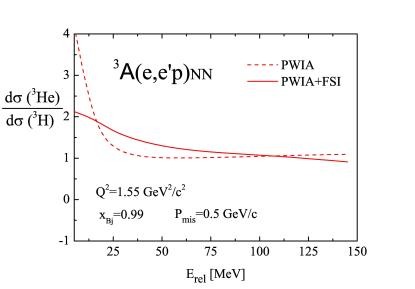 4
3
2
1
0
-1
25
50
75
100
125
150
dσ (³He)
dσ (³H)
³A(e,e'p)NN
PWIA
PWIA+FSI
Q²=1.55 GeV²/c²
x_Bj=0.99 P_mis=0.5 GeV/c
E_rel [MeV]